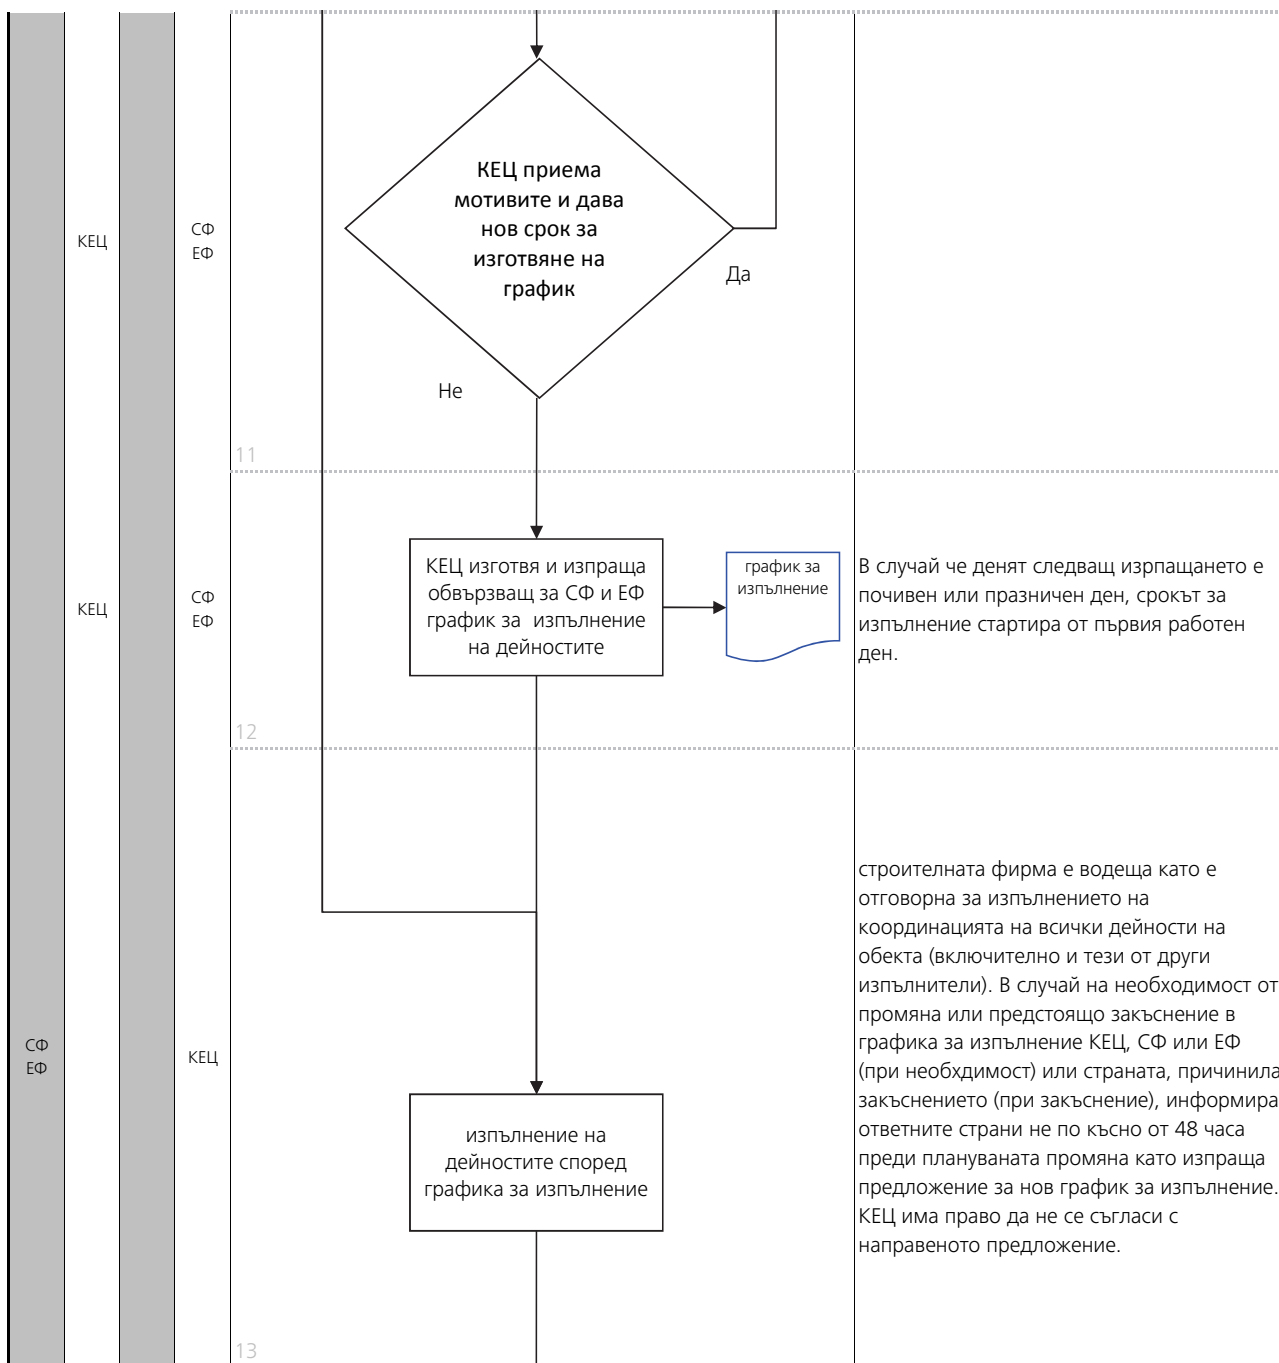 КЕЦ
СФ
ЕФ
КЕЦ приема
мотивите и дава
нов срок за
изготвяне на
график
Да
Не
11
КЕЦ
СФ
ЕФ
КЕЦ изготвя и изпраща
обвързващ за СФ и ЕФ
график за изпълнение
на дейностите
график за
изпълнение
В случай че денят следващ изрпащането е
почивен или празничен ден, срокът за
изпълнение стартира от първия работен
ден.
12
СФ
ЕФ
КЕЦ
изпълнение на
дейностите според
графика за изпълнение
строителната фирма е водеща като е
отговорна за изпълнението на
координацията на всички дейности на
обекта (включително и тези от други
изпълнители). В случай на необходимост от
промяна или предстоящо закъснение в
графика за изпълнение КЕЦ, СФ или ЕФ
(при необхдимост) или страната, причинила
закъснението (при закъснение), информира
ответните страни не по късно от 48 часа
преди плануваната промяна като изпраща
предложение за нов график за изпълнение.
КЕЦ има право да не се съгласи с
направеното предложение.
13